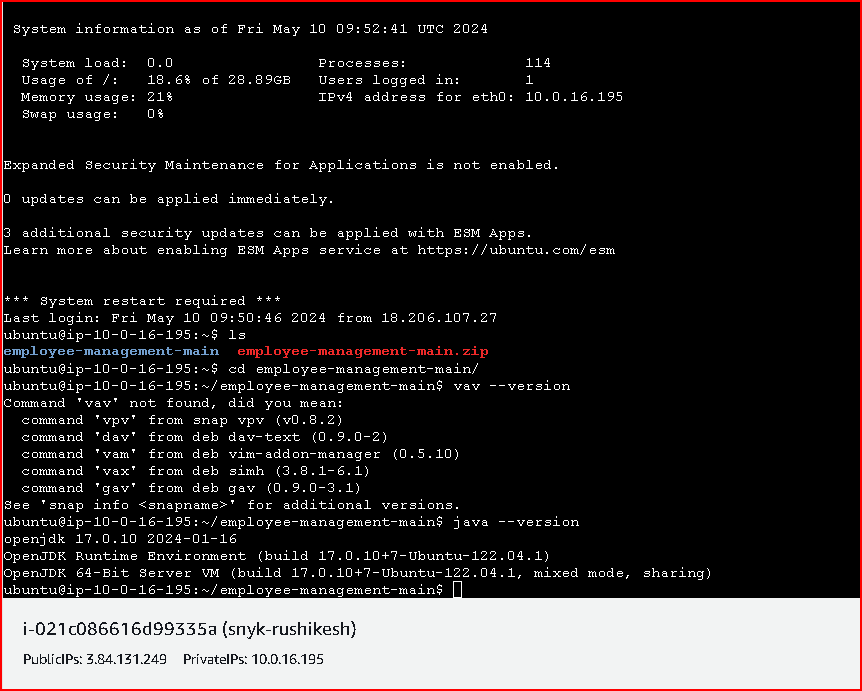 System information as of Fri May 10 09:52:41 UTC 2024
System load:  0.0                Processes:             114
Usage of /:   18.6% of 28.89GB   Users logged in:       1
Memory usage: 21%                IPv4 address for eth0: 10.0.16.195
Swap usage:   0%
Expanded Security Maintenance for Applications is not enabled.
0 updates can be applied immediately.
3 additional security updates can be applied with ESM Apps.
Learn more about enabling ESM Apps service at https://ubuntu.com/esm
*** System restart required ***
Last login: Fri May 10 09:50:46 2024 from 18.206.107.27
ubuntu@ip-10-0-16-195:~$ ls
employee-management-main  employee-management-main.zip
ubuntu@ip-10-0-16-195:~$ cd employee-management-main/
ubuntu@ip-10-0-16-195:~/employee-management-main$ vav --version
Command 'vav' not found, did you mean:
  command 'vpv' from snap vpv (v0.8.2)
  command 'dav' from deb dav-text (0.9.0-2)
  command 'vam' from deb vim-addon-manager (0.5.10)
  command 'vax' from deb simh (3.8.1-6.1)
  command 'gav' from deb gav (0.9.0-3.1)
See 'snap info <snapname>' for additional versions.
ubuntu@ip-10-0-16-195:~/employee-management-main$ java --version
openjdk 17.0.10 2024-01-16
OpenJDK Runtime Environment (build 17.0.10+7-Ubuntu-122.04.1)
OpenJDK 64-Bit Server VM (build 17.0.10+7-Ubuntu-122.04.1, mixed mode, sharing)
ubuntu@ip-10-0-16-195:~/employee-management-main$
i-021c086616d99335a (snyk-rushikesh)
PublicIPs: 3.84.131.249    PrivateIPs: 10.0.16.195